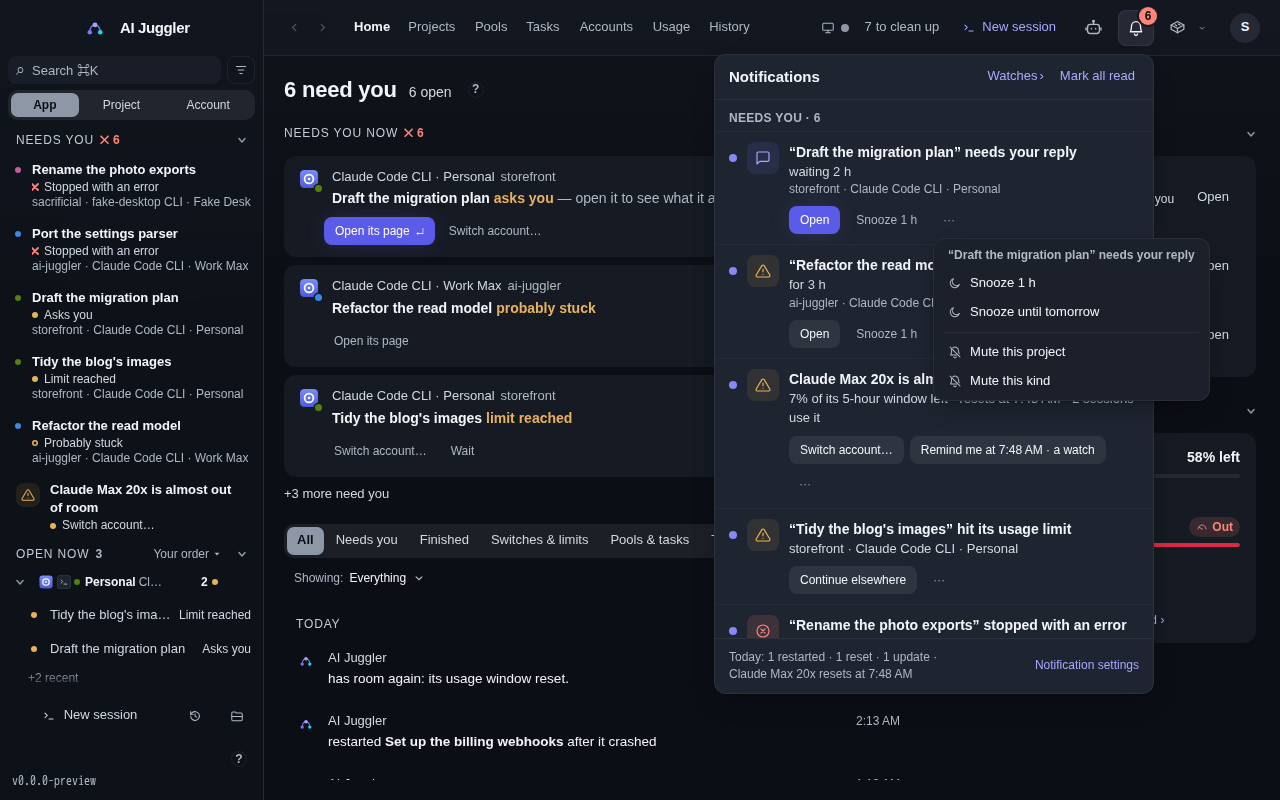 AI Juggler
Search ⌘K
App
Project
Account
NEEDS YOU 6
Rename the photo exports
Stopped with an error
sacrificial · fake-desktop CLI · Fake Desk
Port the settings parser
Stopped with an error
ai-juggler · Claude Code CLI · Work Max
Draft the migration plan
Asks you
storefront · Claude Code CLI · Personal
Tidy the blog's images
Limit reached
storefront · Claude Code CLI · Personal
Refactor the read model
Probably stuck
ai-juggler · Claude Code CLI · Work Max
Claude Max 20x is almost out
of room
Switch account…
OPEN NOW 3
Your order
Personal Cl… 2
Tidy the blog's ima… Limit reached
Draft the migration plan Asks you
+2 recent
New session
?
v0.0.0-preview
Home
Projects
Pools
Tasks
Accounts
Usage
History
7 to clean up
New session
6
S
6 need you 6 open ?
NEEDS YOU NOW 6
Claude Code CLI · Personal storefront
Draft the migration plan asks you — open it to see what it a
Open its page
Switch account…
Claude Code CLI · Work Max ai-juggler
Refactor the read model probably stuck
Open its page
Claude Code CLI · Personal storefront
Tidy the blog's images limit reached
Switch account…
Wait
+3 more need you
All
Needs you
Finished
Switches & limits
Pools & tasks
Showing: Everything
TODAY
AI Juggler
has room again: its usage window reset.
AI Juggler
2:13 AM
restarted Set up the billing webhooks after it crashed
you
Open
58% left
Out
Notifications
Watches ›
Mark all read
NEEDS YOU · 6
“Draft the migration plan” needs your reply
waiting 2 h
storefront · Claude Code CLI · Personal
Open
Snooze 1 h
…
“Refactor the read mo
for 3 h
ai-juggler · Claude Code CL
Open
Snooze 1 h
Claude Max 20x is alm
7% of its 5-hour window left · resets at 7:48 AM · 2 sessions
use it
Switch account…
Remind me at 7:48 AM · a watch
…
“Tidy the blog's images” hit its usage limit
storefront · Claude Code CLI · Personal
Continue elsewhere
…
“Rename the photo exports” stopped with an error
Today: 1 restarted · 1 reset · 1 update ·
Claude Max 20x resets at 7:48 AM
Notification settings
“Draft the migration plan” needs your reply
Snooze 1 h
Snooze until tomorrow
Mute this project
Mute this kind